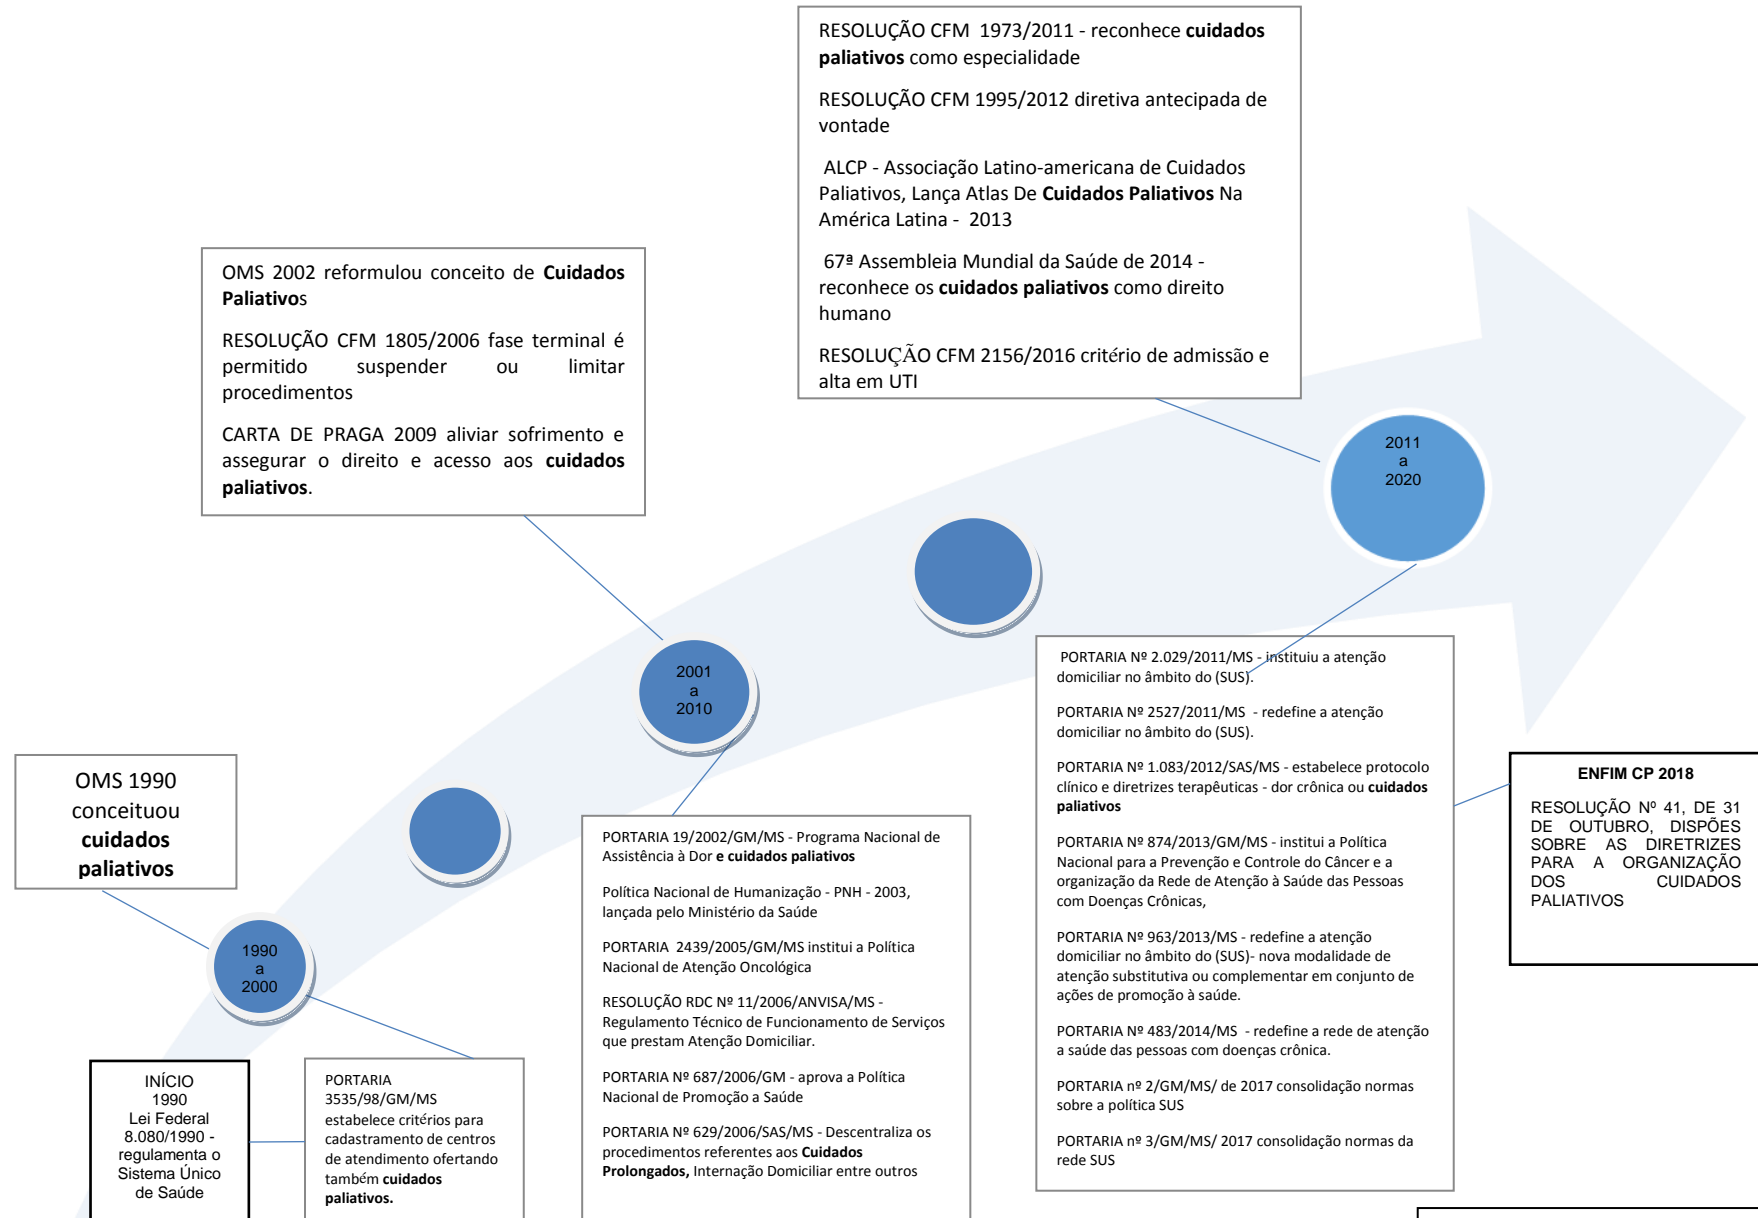 RESOLUÇÃO CFM 1973/2011 - reconhece cuidados
paliativos como especialidade
RESOLUÇÃO CFM 1995/2012 diretiva antecipada de
vontade
ALCP - Associação Latino-americana de Cuidados
Paliativos, Lança Atlas De Cuidados Paliativos Na
América Latina - 2013
67ª Assembleia Mundial da Saúde de 2014 -
reconhece os cuidados paliativos como direito
humano
RESOLUÇÃO CFM 2156/2016 critério de admissão e
alta em UTI
OMS 2002 reformulou conceito de Cuidados
Paliativos
RESOLUÇÃO CFM 1805/2006 fase terminal é
permitido suspender ou limitar
procedimentos
CARTA DE PRAGA 2009 aliviar sofrimento e
assegurar o direito e acesso aos cuidados
paliativos.
2011
a
2020
2001
a
2010
OMS 1990
conceituou
cuidados
paliativos
1990
a
2000
INÍCIO
1990
Lei Federal
8.080/1990 -
regulamenta o
Sistema Único
de Saúde
PORTARIA
3535/98/GM/MS
estabelece critérios para
cadastramento de centros
de atendimento ofertando
também cuidados
paliativos.
PORTARIA 19/2002/GM/MS - Programa Nacional de
Assistência à Dor e cuidados paliativos
Política Nacional de Humanização - PNH - 2003,
lançada pelo Ministério da Saúde
PORTARIA 2439/2005/GM/MS institui a Política
Nacional de Atenção Oncológica
RESOLUÇÃO RDC Nº 11/2006/ANVISA/MS -
Regulamento Técnico de Funcionamento de Serviços
que prestam Atenção Domiciliar.
PORTARIA Nº 687/2006/GM - aprova a Política
Nacional de Promoção a Saúde
PORTARIA Nº 629/2006/SAS/MS - Descentraliza os
procedimentos referentes aos Cuidados
Prolongados, Internação Domiciliar entre outros
PORTARIA Nº 2.029/2011/MS - instituiu a atenção
domiciliar no âmbito do (SUS).
PORTARIA Nº 2527/2011/MS - redefine a atenção
domiciliar no âmbito do (SUS).
PORTARIA Nº 1.083/2012/SAS/MS - estabelece protocolo
clínico e diretrizes terapêuticas - dor crônica ou cuidados
paliativos
PORTARIA Nº 874/2013/GM/MS - institui a Política
Nacional para a Prevenção e Controle do Câncer e a
organização da Rede de Atenção à Saúde das Pessoas
com Doenças Crônicas,
PORTARIA Nº 963/2013/MS - redefine a atenção
domiciliar no âmbito do (SUS)- nova modalidade de
atenção substitutiva ou complementar em conjunto de
ações de promoção à saúde.
PORTARIA Nº 483/2014/MS - redefine a rede de atenção
a saúde das pessoas com doenças crônica.
PORTARIA nº 2/GM/MS/ de 2017 consolidação normas
sobre a política SUS
PORTARIA nº 3/GM/MS/ 2017 consolidação normas da
rede SUS
ENFIM CP 2018
RESOLUÇÃO Nº 41, DE 31
DE OUTUBRO, DISPÕES
SOBRE AS DIRETRIZES
PARA A ORGANIZAÇÃO
DOS CUIDADOS
PALIATIVOS